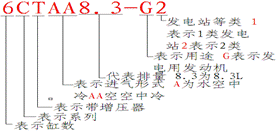 6CTAA8.3-G2
发电站等类 1
表示1类发电
站2表示2类
表示用途 G表示发
电用发动机
代表排量 8.3为8.3L
表示进气形式 A为水空中
冷AA空空中冷
表示带增压器
表示系列
表示缸数